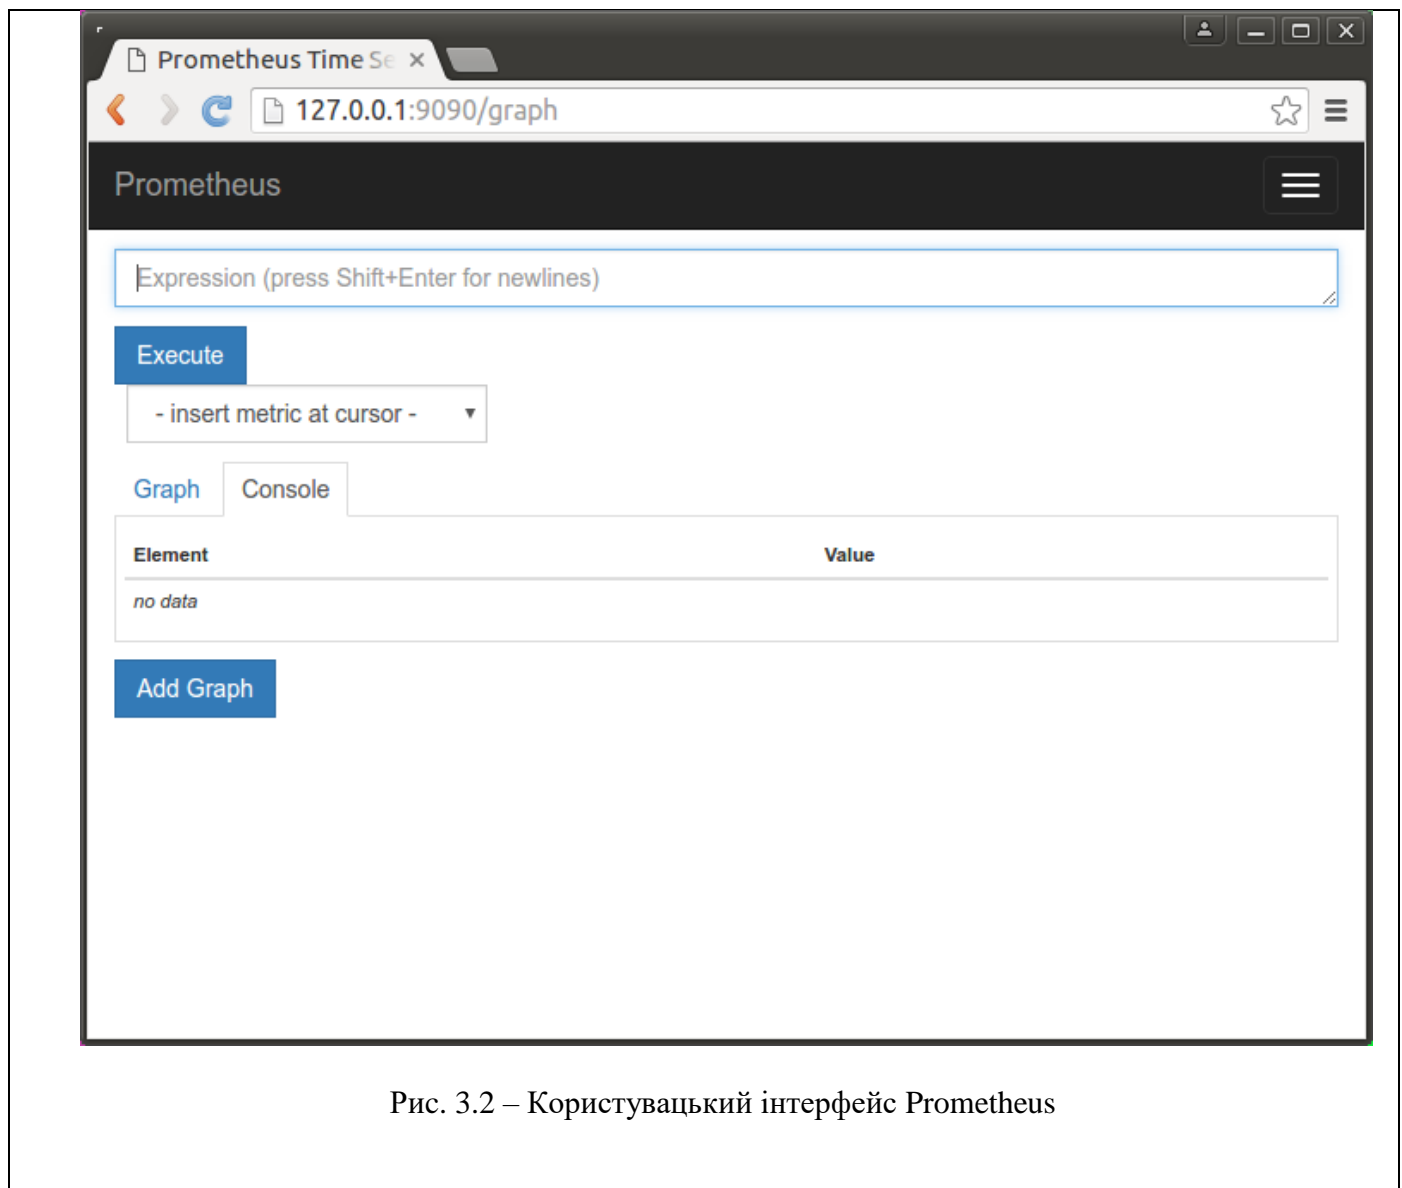 Prometheus Time Se
127.0.0.1:9090/graph
Prometheus
Expression (press Shift+Enter for newlines)
Execute
- insert metric at cursor -
Graph Console
Element Value
no data
Add Graph
Рис. 3.2 – Користувацький інтерфейс Prometheus